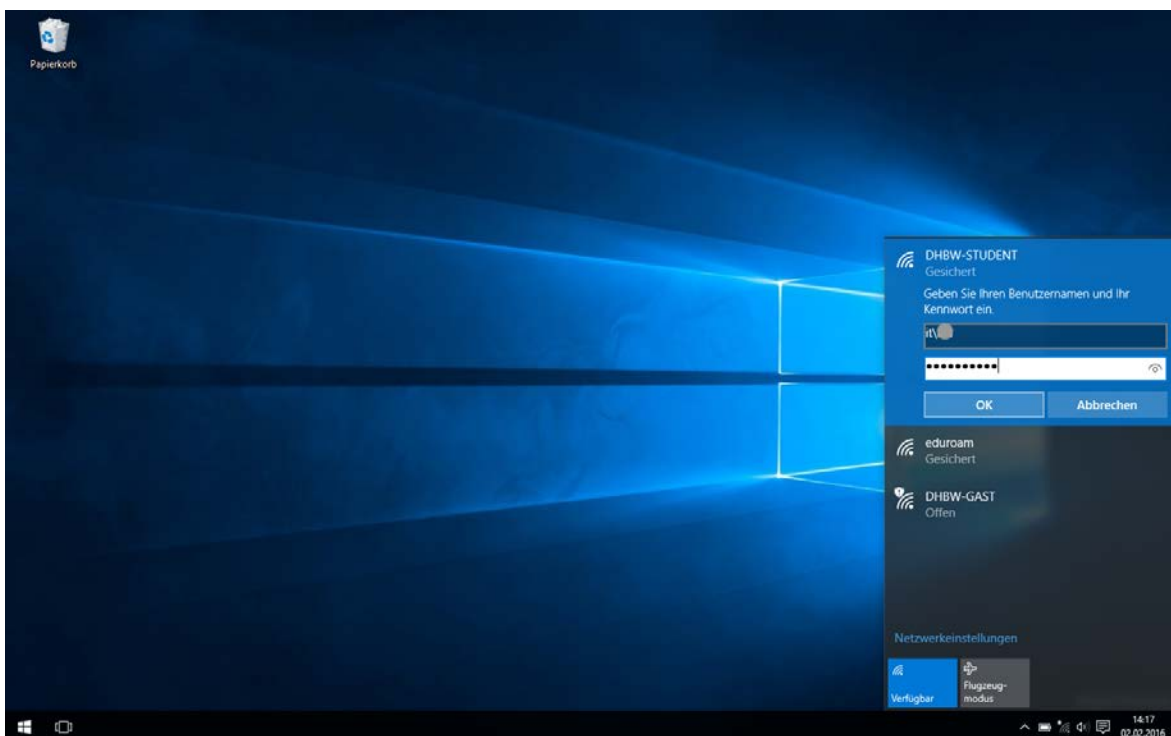 Papierkorb
DHBW-STUDENT
Gesichert
Geben Sie Ihren Benutzernamen und Ihr
Kennwort ein.
it\
••••••••••
OK
Abbrechen
eduroam
Gesichert
DHBW-GAST
Offen
Netzwerkeinstellungen
Verfügbar
Flugzeug-
modus
14:17
02.02.2016